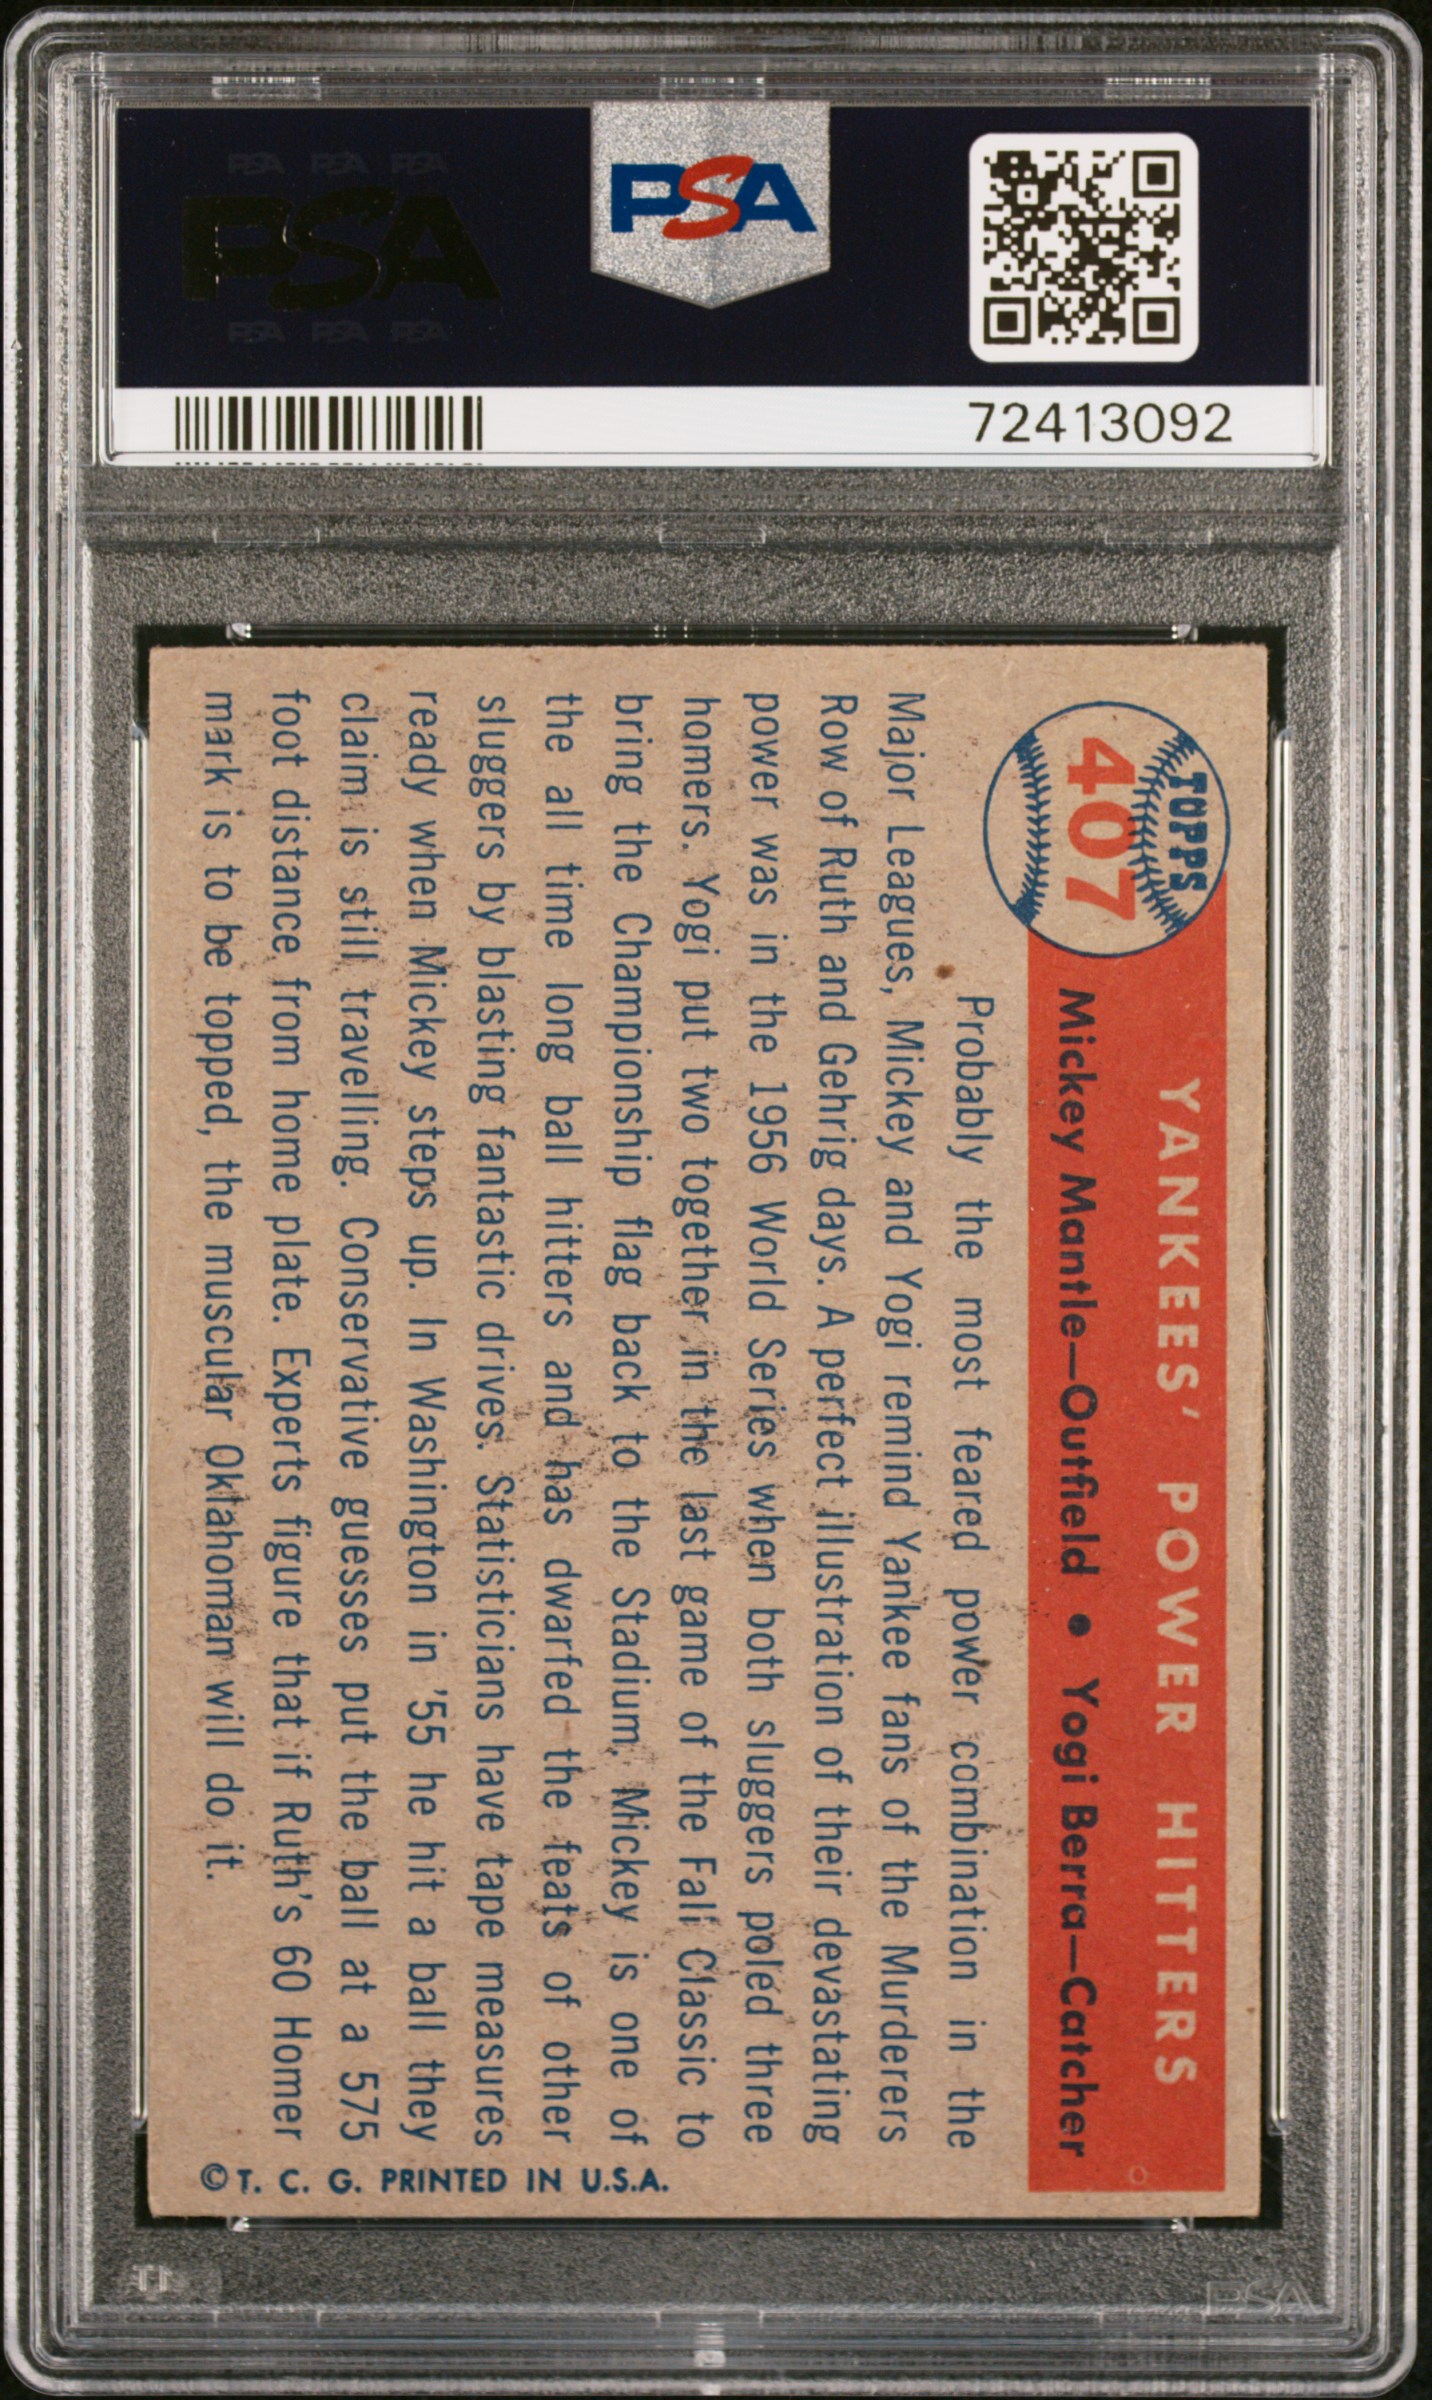 PSA PSA PSA
PSA
PSA PSA PSA
PSA
72413092
TOPPS
407
YANKEES' POWER HITTERS
Mickey Mantle—Outfield • Yogi Berra—Catcher
Probably the most feared power combination in the
Major Leagues, Mickey and Yogi remind Yankee fans of the Murderers
Row of Ruth and Gehrig days. A perfect illustration of their devastating
power was in the 1956 World Series when both sluggers poled three
homers. Yogi put two together in the last game of the Fall Classic to
bring the Championship flag back to the Stadium. Mickey is one of
the all time long ball hitters and has dwarfed the feats of other
sluggers by blasting fantastic drives. Statisticians have tape measures
ready when Mickey steps up. In Washington in '55 he hit a ball they
claim is still travelling. Conservative guesses put the ball at a 575
foot distance from home plate. Experts figure that if Ruth's 60 Homer
mark is to be topped, the muscular Oklahoman will do it.
©T. C. G. PRINTED IN U.S.A.
PSA